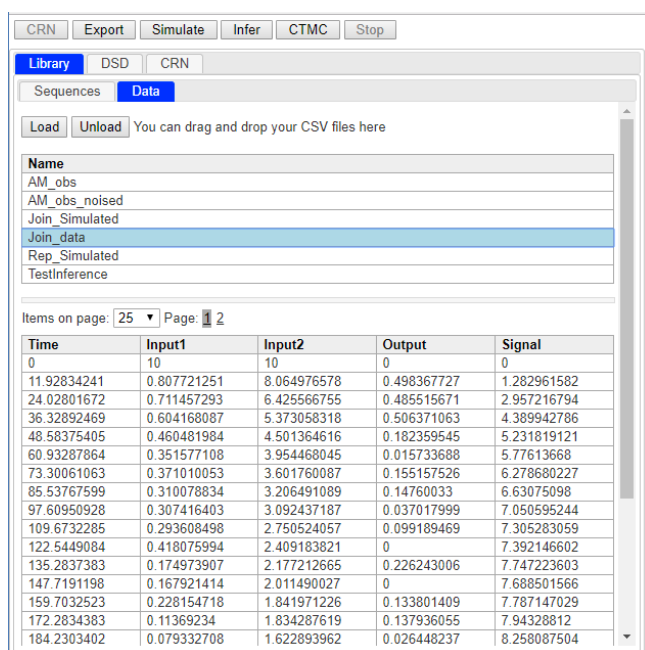 CRN Export Simulate Infer CTMC Stop
Library DSD CRN
Sequences Data
Load Unload You can drag and drop your CSV files here
Name
AM_obs
AM_obs_noised
Join_Simulated
Join_data
Rep_Simulated
TestInference
Items on page: 25 Page: 1 2
Time Input1 Input2 Output Signal
0 10 10 0 0
11.92834241 0.807721251 8.064976578 0.498367727 1.282961582
24.02801672 0.711457293 6.425566755 0.485515671 2.957216794
36.32892469 0.604168087 5.373058318 0.506371063 4.389942786
48.58375405 0.460481984 4.501364616 0.182359545 5.231819121
60.93287864 0.351577108 3.954468045 0.015733688 5.77613668
73.30061063 0.371010053 3.601760087 0.155157526 6.278680227
85.53767599 0.310078834 3.206491089 0.14760033 6.63075098
97.60950928 0.307416403 3.092437187 0.037017999 7.050595244
109.6732285 0.293608498 2.750524057 0.099189469 7.305283059
122.5449084 0.418075994 2.409183821 0 7.392146602
135.2837383 0.174973907 2.177212665 0.226243006 7.747223603
147.7719198 0.167921414 2.011490027 0 7.688501566
159.7032523 0.228154718 1.841971226 0.133801409 7.787147029
172.2834383 0.11369234 1.834287619 0.137936055 7.94328812
184.2303402 0.079332708 1.622893962 0.026448237 8.258087504